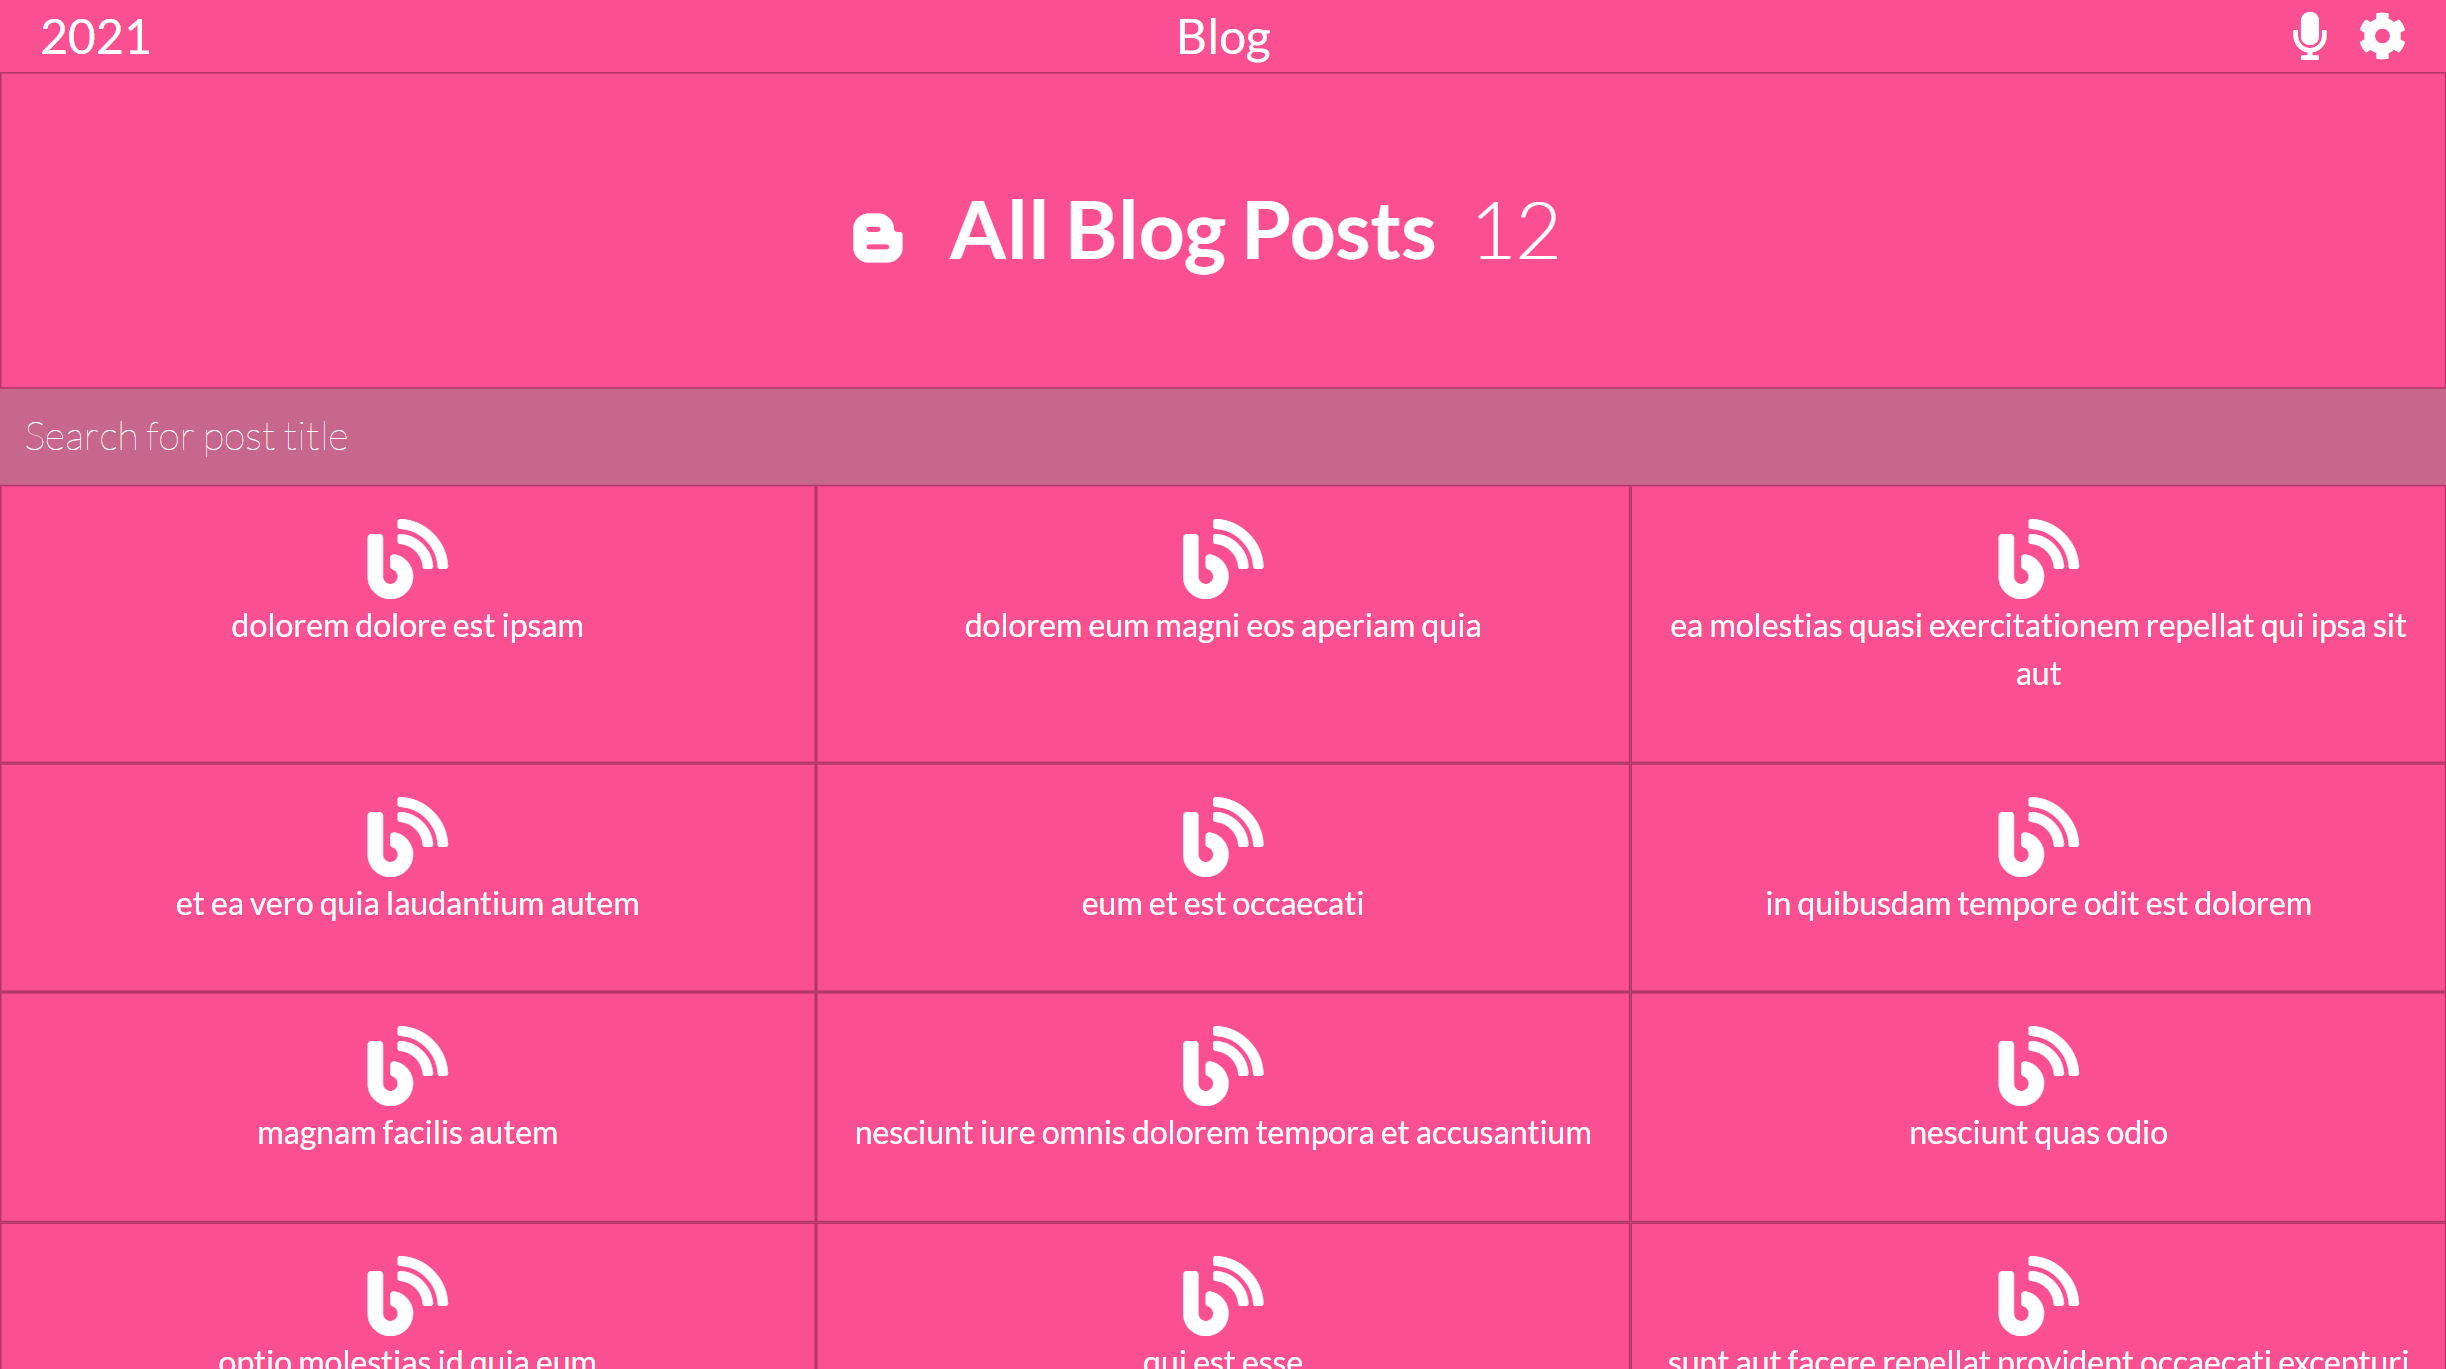 2021
Blog
All Blog Posts 12
Search for post title
dolorem dolore est ipsam
dolorem eum magni eos aperiam quia
ea molestias quasi exercitationem repellat qui ipsa sit
aut
et ea vero quia laudantium autem
eum et est occaecati
in quibusdam tempore odit est dolorem
magnam facilis autem
nesciunt iure omnis dolorem tempora et accusantium
nesciunt quas odio
optio molestias id quia eum
qui est esse
sunt aut facere repellat provident occaecati excepturi